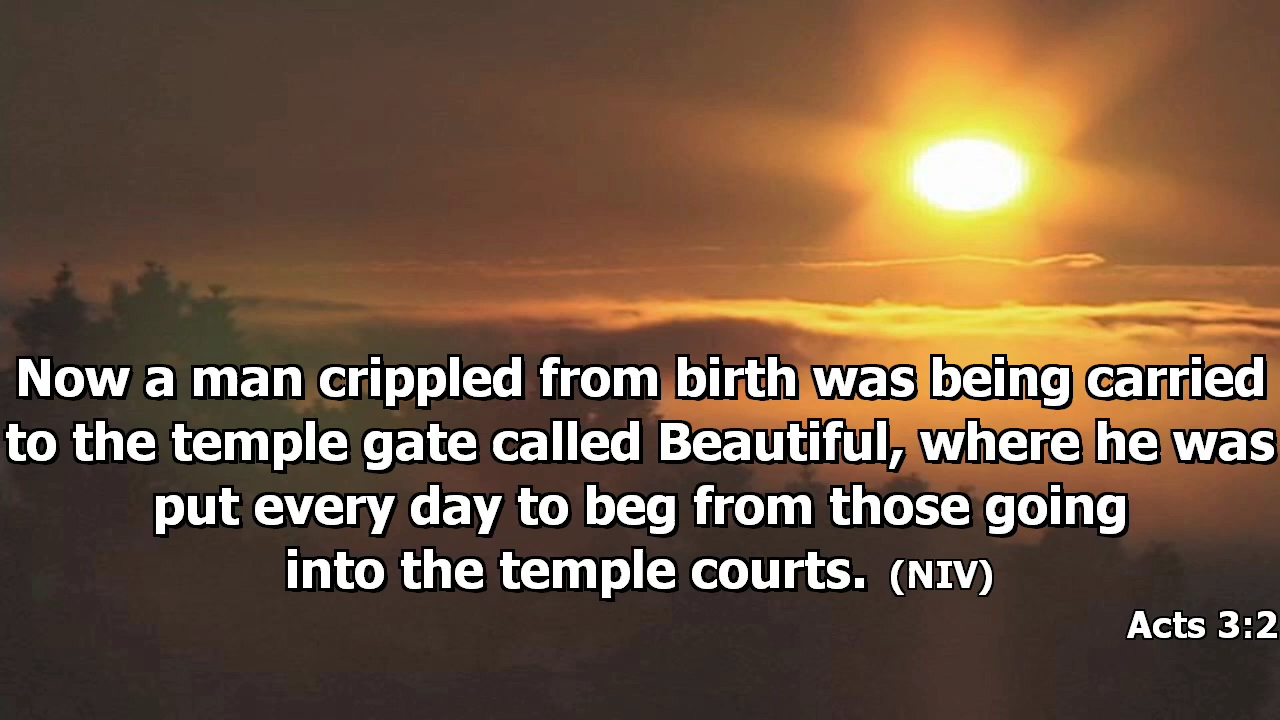 Now a man crippled from birth was being carried
to the temple gate called Beautiful, where he was
put every day to beg from those going
into the temple courts. (NIV)
Acts 3:2